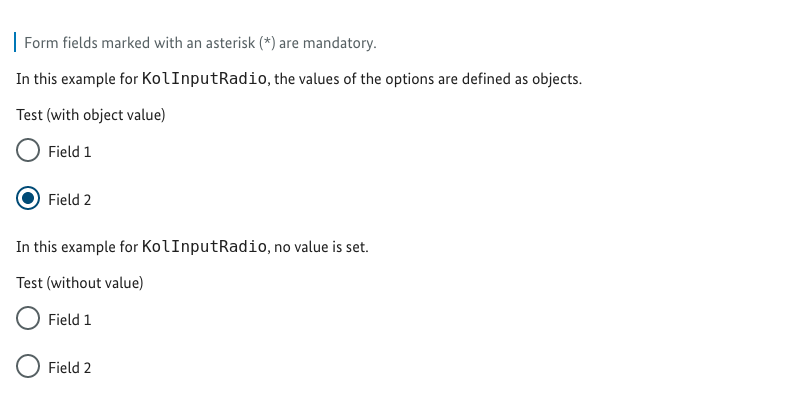 Form fields marked with an asterisk (*) are mandatory.
In this example for KolInputRadio, the values of the options are defined as objects.
Test (with object value)
Field 1
Field 2
In this example for KolInputRadio, no value is set.
Test (without value)
Field 1
Field 2